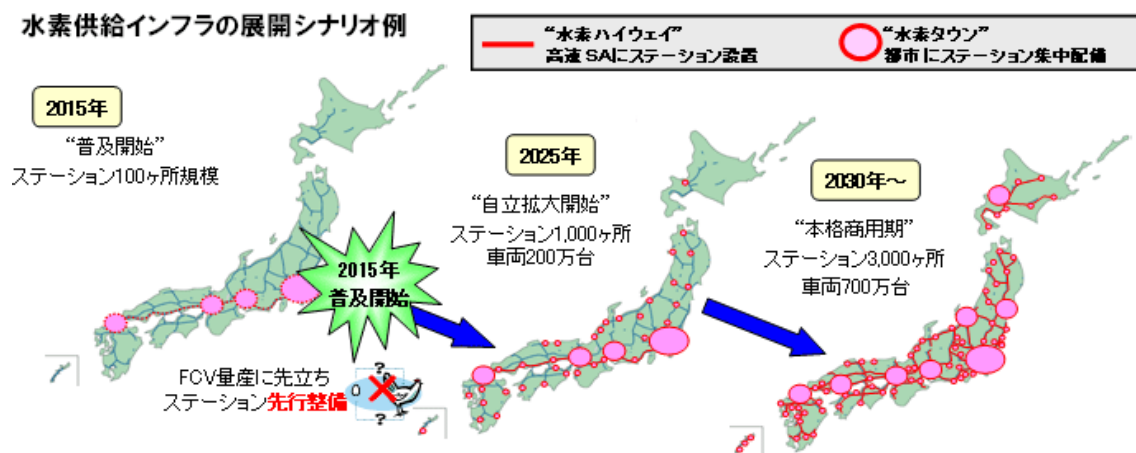 水素供給インフラの展開シナリオ例
“水素ハイウェイ”
高速SAにステーション設置
“水素タウン”
都市にステーション集中配備
2015年
“普及開始”
ステーション100ヶ所規模
2015年
普及開始
FCV量産に先立ち
ステーション先行整備
?
0
?
2025年
“自立拡大開始”
ステーション1,000ヶ所
車両200万台
2030年～
“本格商用期”
ステーション3,000ヶ所
車両700万台